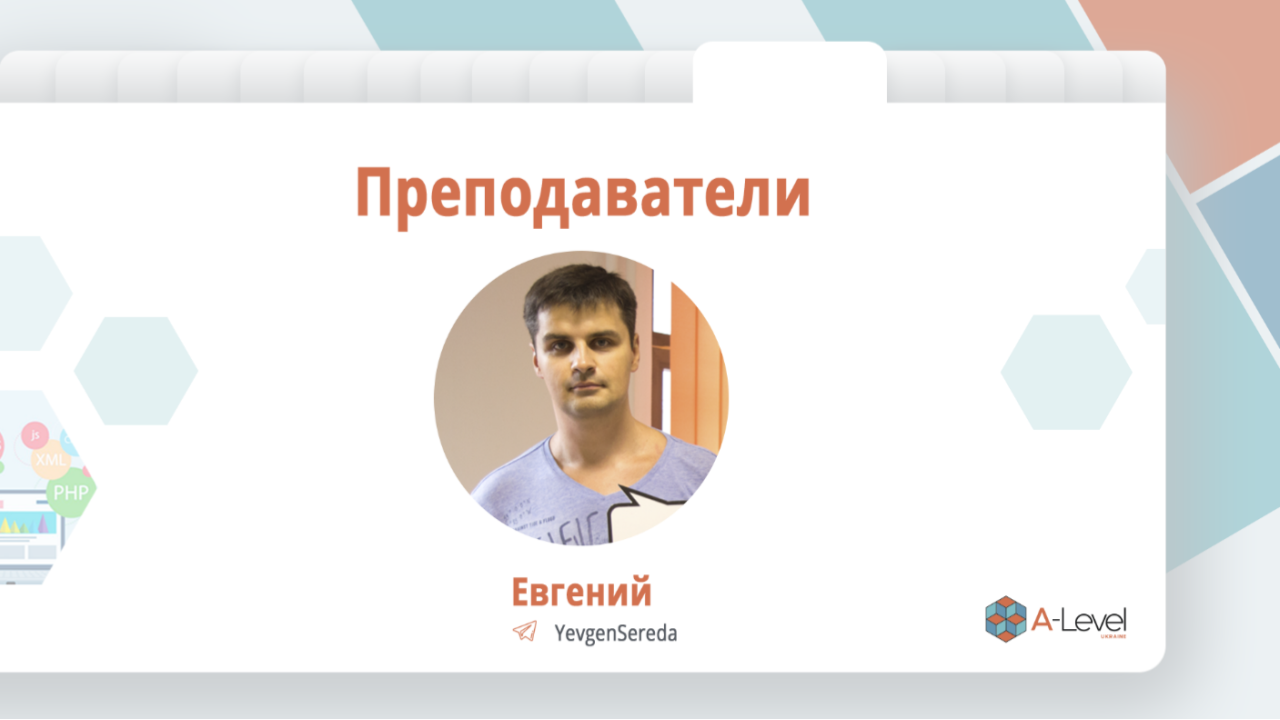 Преподаватели
Евгений
YevgenSereda
js
XML
PHP
A-Level
UKRAINE